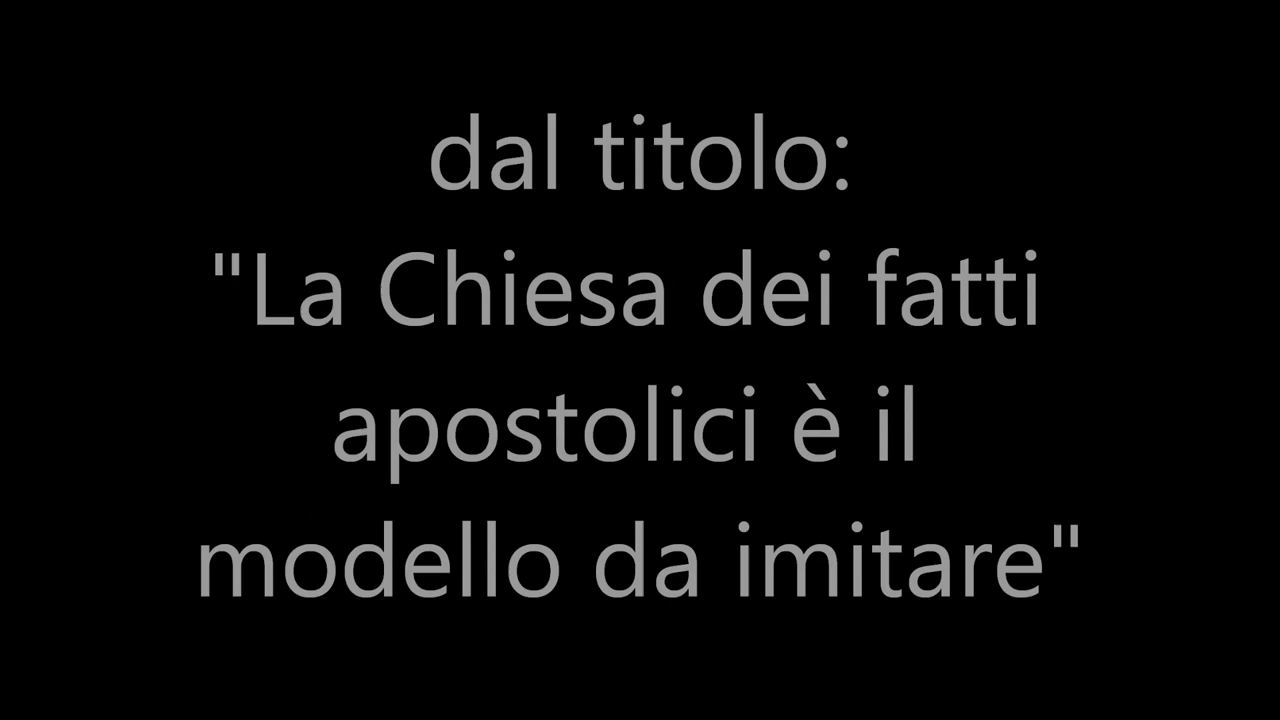 dal titolo:
"La Chiesa dei fatti
apostolici è il
modello da imitare"